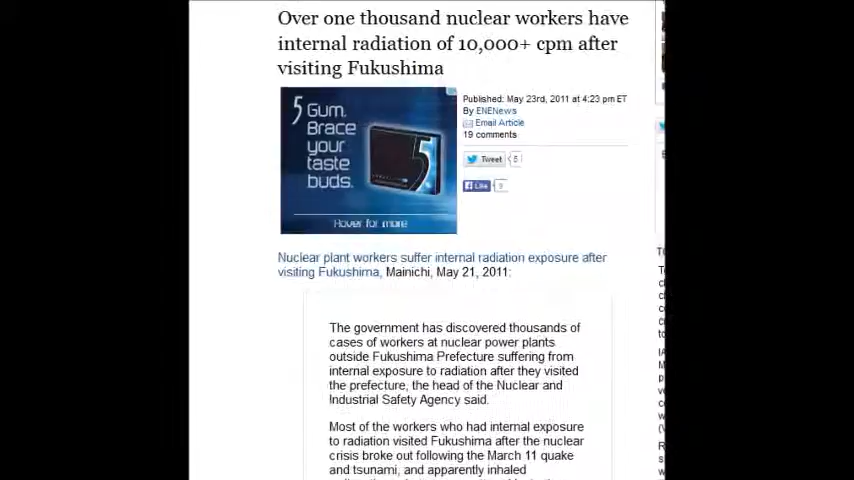 Over one thousand nuclear workers have
internal radiation of 10,000+ cpm after
visiting Fukushima
5 Gum.
Brace
your
taste
buds.
5
Hover for more
Published: May 23rd, 2011 at 4:23 pm ET
By ENENews
Email Article
19 comments
Tweet 5
Like 9
Nuclear plant workers suffer internal radiation exposure after
visiting Fukushima, Mainichi, May 21, 2011:
The government has discovered thousands of
cases of workers at nuclear power plants
outside Fukushima Prefecture suffering from
internal exposure to radiation after they visited
the prefecture, the head of the Nuclear and
Industrial Safety Agency said.
Most of the workers who had internal exposure
to radiation visited Fukushima after the nuclear
crisis broke out following the March 11 quake
and tsunami, and apparently inhaled